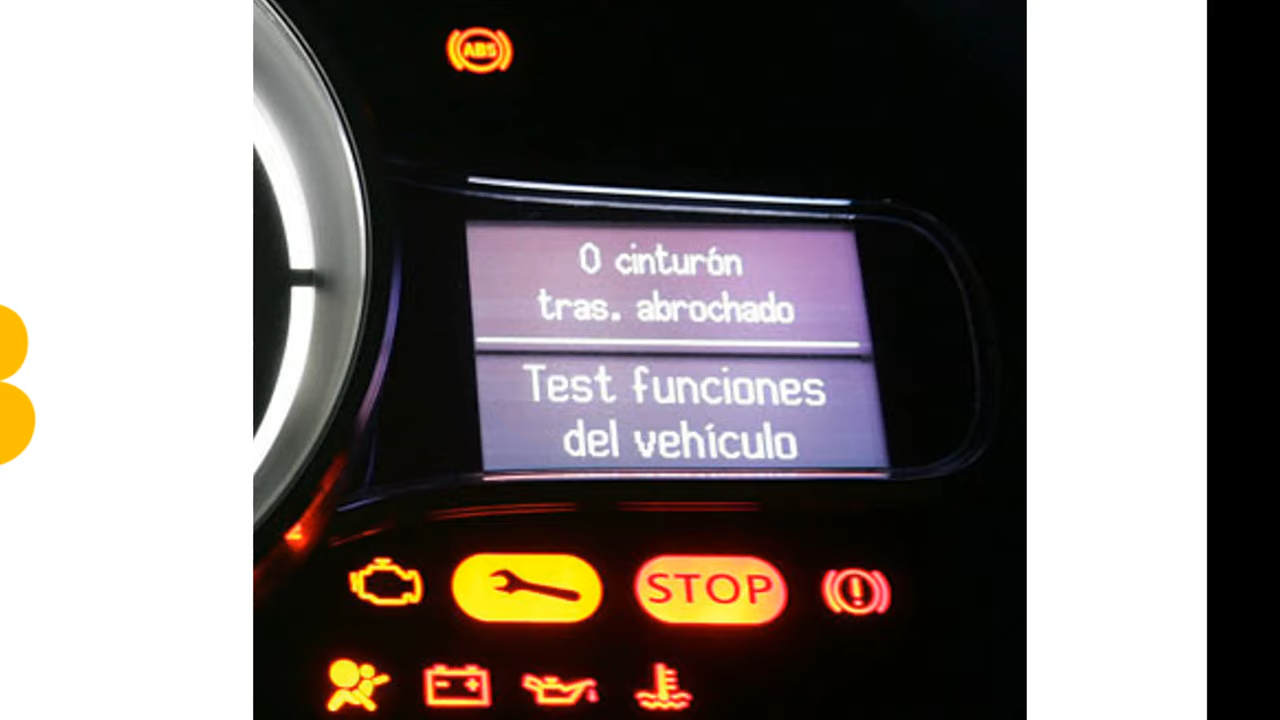 ABS
0 cinturón
tras. abrochado
Test funciones
del vehículo
STOP